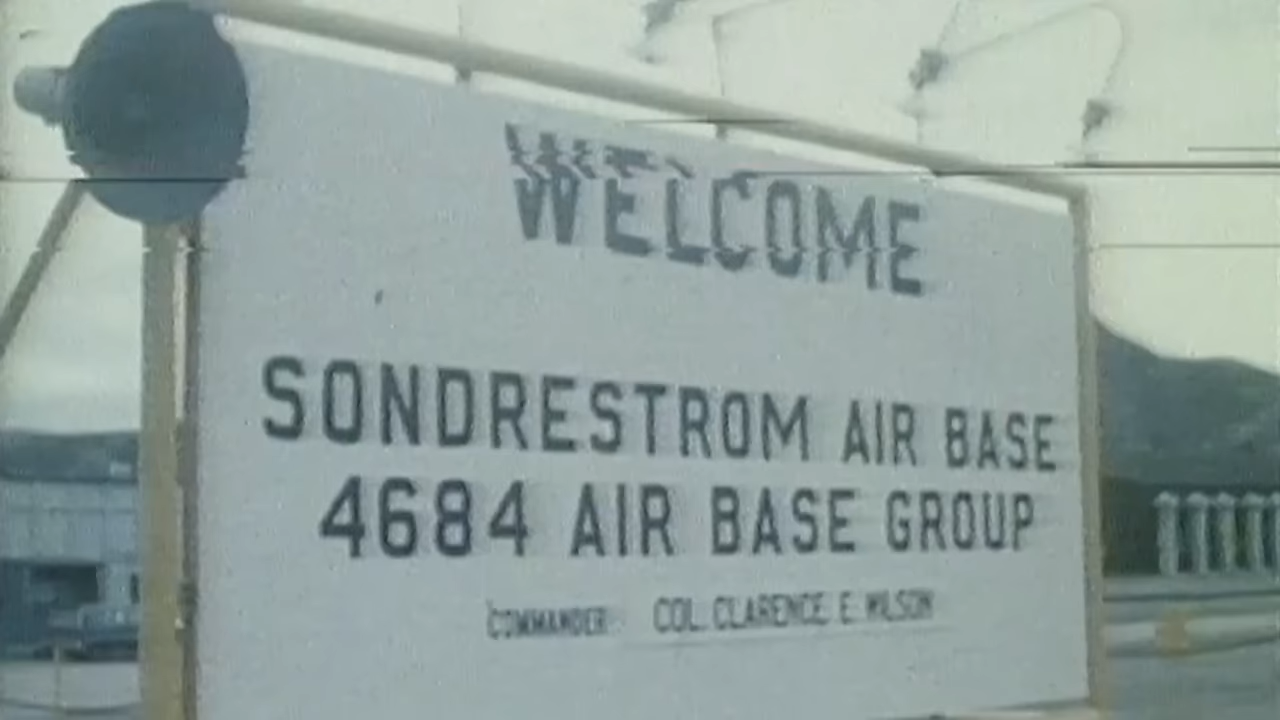 WELCOME
SONDRESTROM AIR BASE
4684 AIR BASE GROUP
COMMANDER: COL. CLARENCE E. WILSON